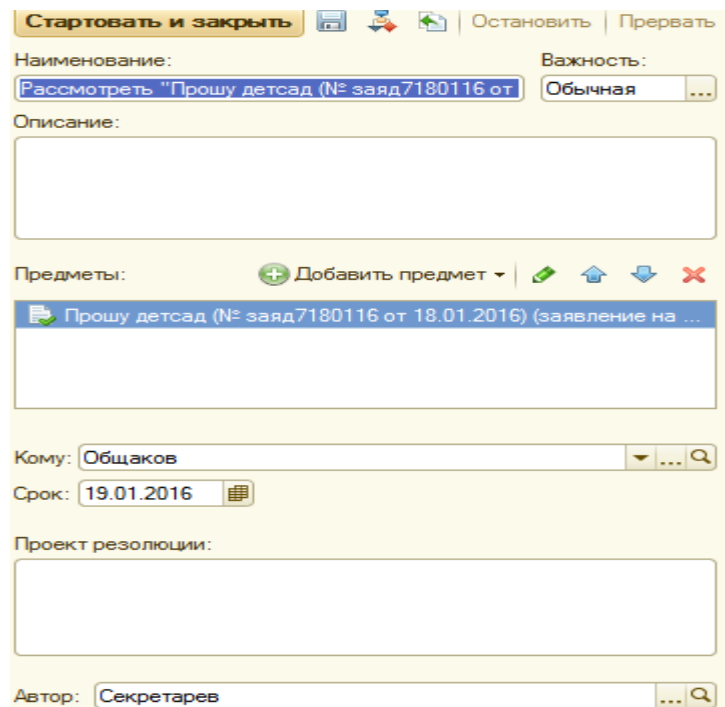 Стартовать и закрыть Остановить Прервать
Наименование: Важность:
Рассмотреть "Прошу детсад (№ заяд7180116 от Обычная ...
Описание:
Предметы: Добавить предмет
Прошу детсад (№ заяд7180116 от 18.01.2016) (заявление на ...
Кому: Общаков ...
Срок: 19.01.2016
Проект резолюции:
Автор: Секретарев ...